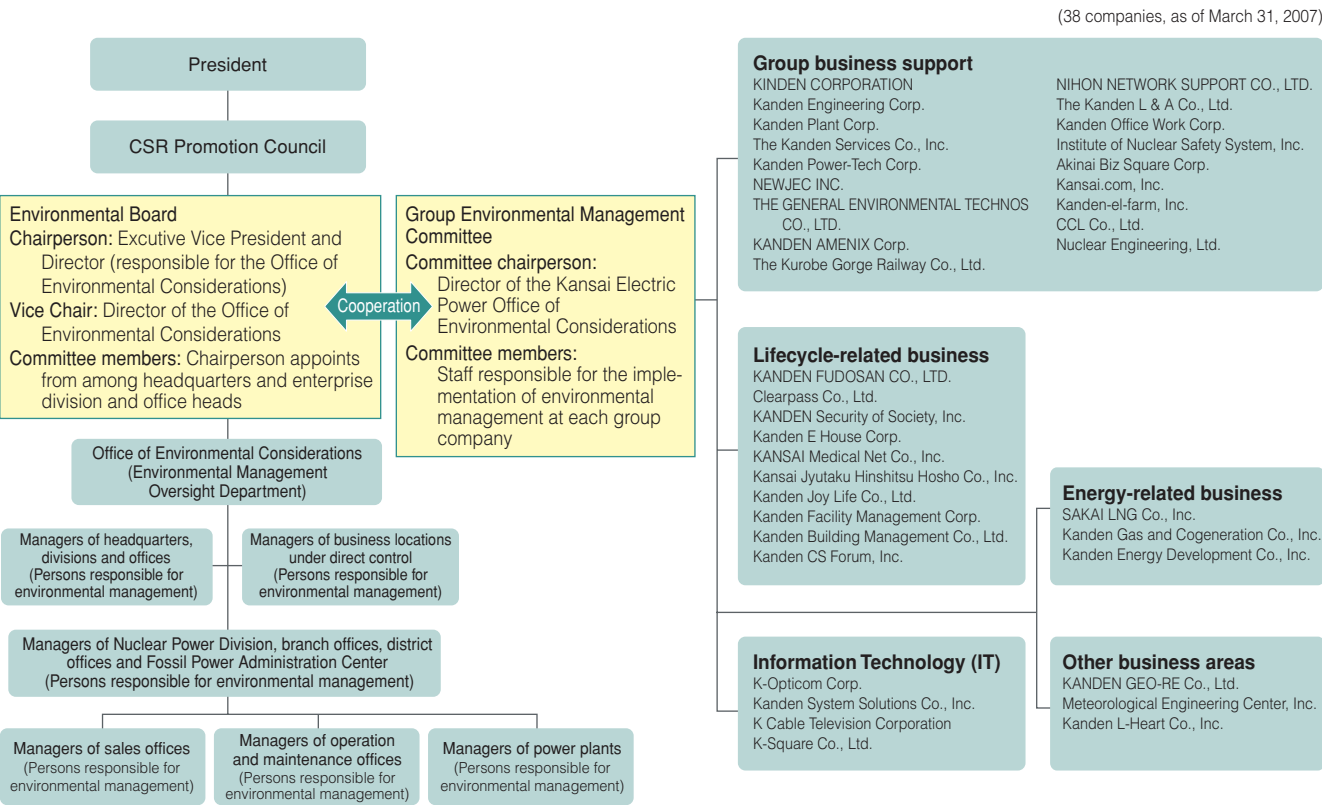 (38 companies, as of March 31, 2007)
President
CSR Promotion Council
Environmental Board
Chairperson: Excutive Vice President and
Director (responsible for the Office of
Environmental Considerations)
Vice Chair: Director of the Office of
Environmental Considerations
Committee members: Chairperson appoints
from among headquarters and enterprise
division and office heads
Cooperation
Group Environmental Management
Committee
Committee chairperson:
Director of the Kansai Electric
Power Office of
Environmental Considerations
Committee members:
Staff responsible for the imple-
mentation of environmental
management at each group
company
Office of Environmental Considerations
(Environmental Management
Oversight Department)
Managers of headquarters,
divisions and offices
(Persons responsible for
environmental management)
Managers of business locations
under direct control
(Persons responsible for
environmental management)
Managers of Nuclear Power Division, branch offices, district
offices and Fossil Power Administration Center
(Persons responsible for environmental management)
Managers of sales offices
(Persons responsible for
environmental management)
Managers of operation
and maintenance offices
(Persons responsible for
environmental management)
Managers of power plants
(Persons responsible for
environmental management)
Group business support
KINDEN CORPORATION
Kanden Engineering Corp.
Kanden Plant Corp.
The Kanden Services Co., Inc.
Kanden Power-Tech Corp.
NEWJEC INC.
THE GENERAL ENVIRONMENTAL TECHNOS
CO., LTD.
KANDEN AMENIX Corp.
The Kurobe Gorge Railway Co., Ltd.
NIHON NETWORK SUPPORT CO., LTD.
The Kanden L & A Co., Ltd.
Kanden Office Work Corp.
Institute of Nuclear Safety System, Inc.
Akinai Biz Square Corp.
Kansai.com, Inc.
Kanden-el-farm, Inc.
CCL Co., Ltd.
Nuclear Engineering, Ltd.
Lifecycle-related business
KANDEN FUDOSAN CO., LTD.
Clearpass Co., Ltd.
KANDEN Security of Society, Inc.
Kanden E House Corp.
KANSAI Medical Net Co., Inc.
Kansai Jyutaku Hinshitsu Hosho Co., Inc.
Kanden Joy Life Co., Ltd.
Kanden Facility Management Corp.
Kanden Building Management Co., Ltd.
Kanden CS Forum, Inc.
Energy-related business
SAKAI LNG Co., Inc.
Kanden Gas and Cogeneration Co., Inc.
Kanden Energy Development Co., Inc.
Information Technology (IT)
K-Opticom Corp.
Kanden System Solutions Co., Inc.
K Cable Television Corporation
K-Square Co., Ltd.
Other business areas
KANDEN GEO-RE Co., Ltd.
Meteorological Engineering Center, Inc.
Kanden L-Heart Co., Inc.